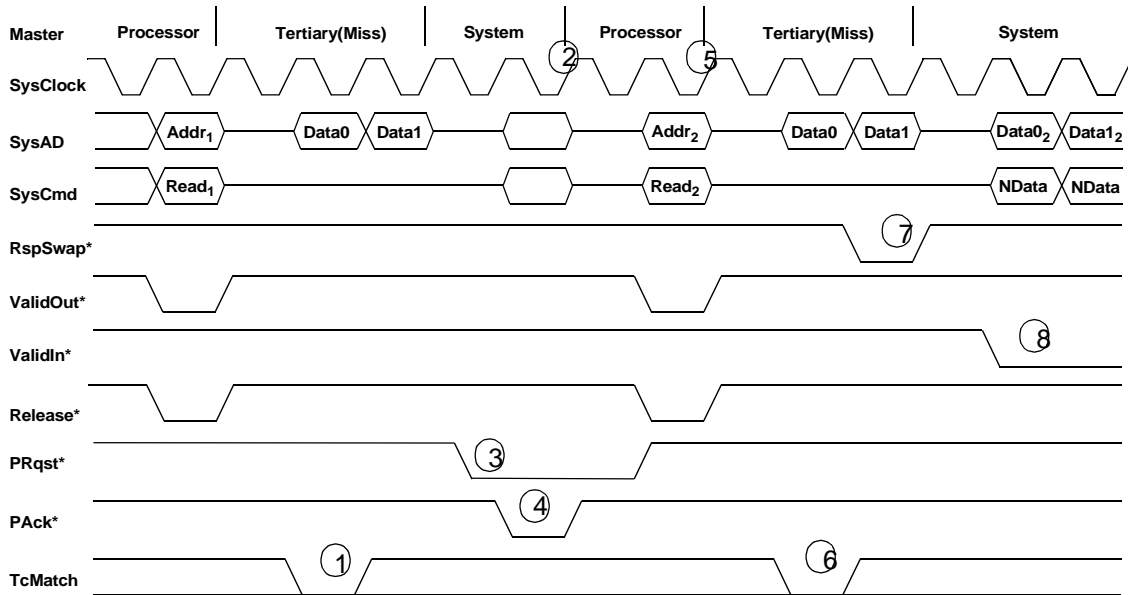 Master Processor Tertiary(Miss) System Processor Tertiary(Miss) System
2 5
SysClock
SysAD Addr1 Data0 Data1 Addr2 Data0 Data1 Data02 Data12
SysCmd Read1 Read2 NData NData
RspSwap* 7
ValidOut*
ValidIn* 8
Release*
PRqst* 3
PAck* 4
TcMatch 1 6